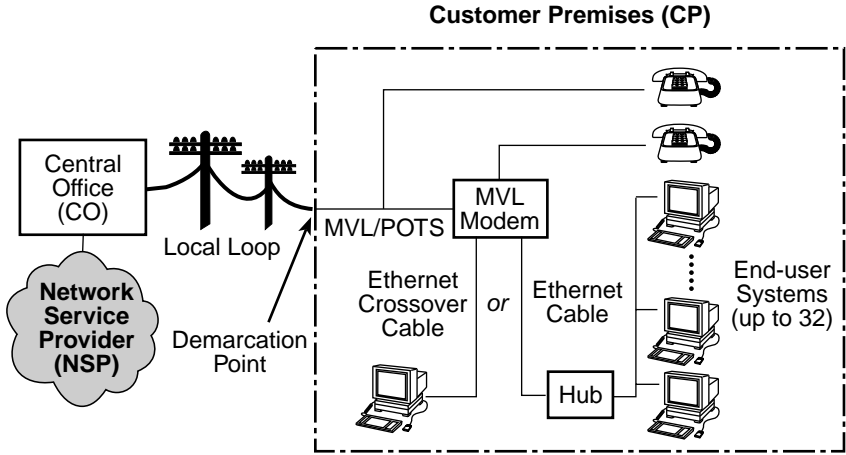 Customer Premises (CP)
Central
Office
(CO)
Local Loop
MVL/POTS
MVL
Modem
Network
Service
Provider
(NSP)
Demarcation
Point
Ethernet
Crossover
Cable
or
Ethernet
Cable
Hub
End-user
Systems
(up to 32)